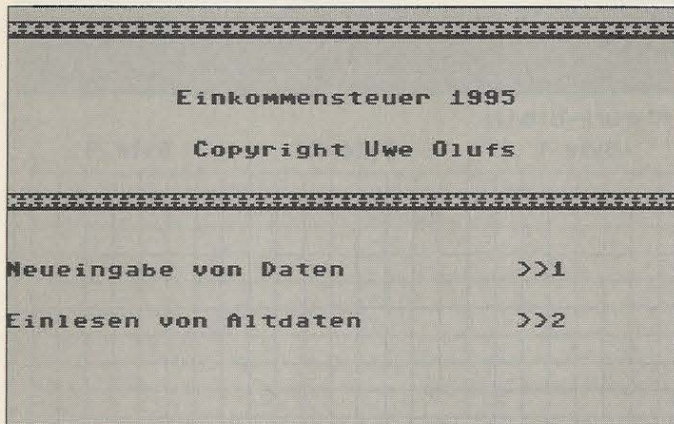 Einkommensteuer 1995
Copyright Uwe Olufs
Neueingabe von Daten >>1
Einlesen von Altdaten >>2